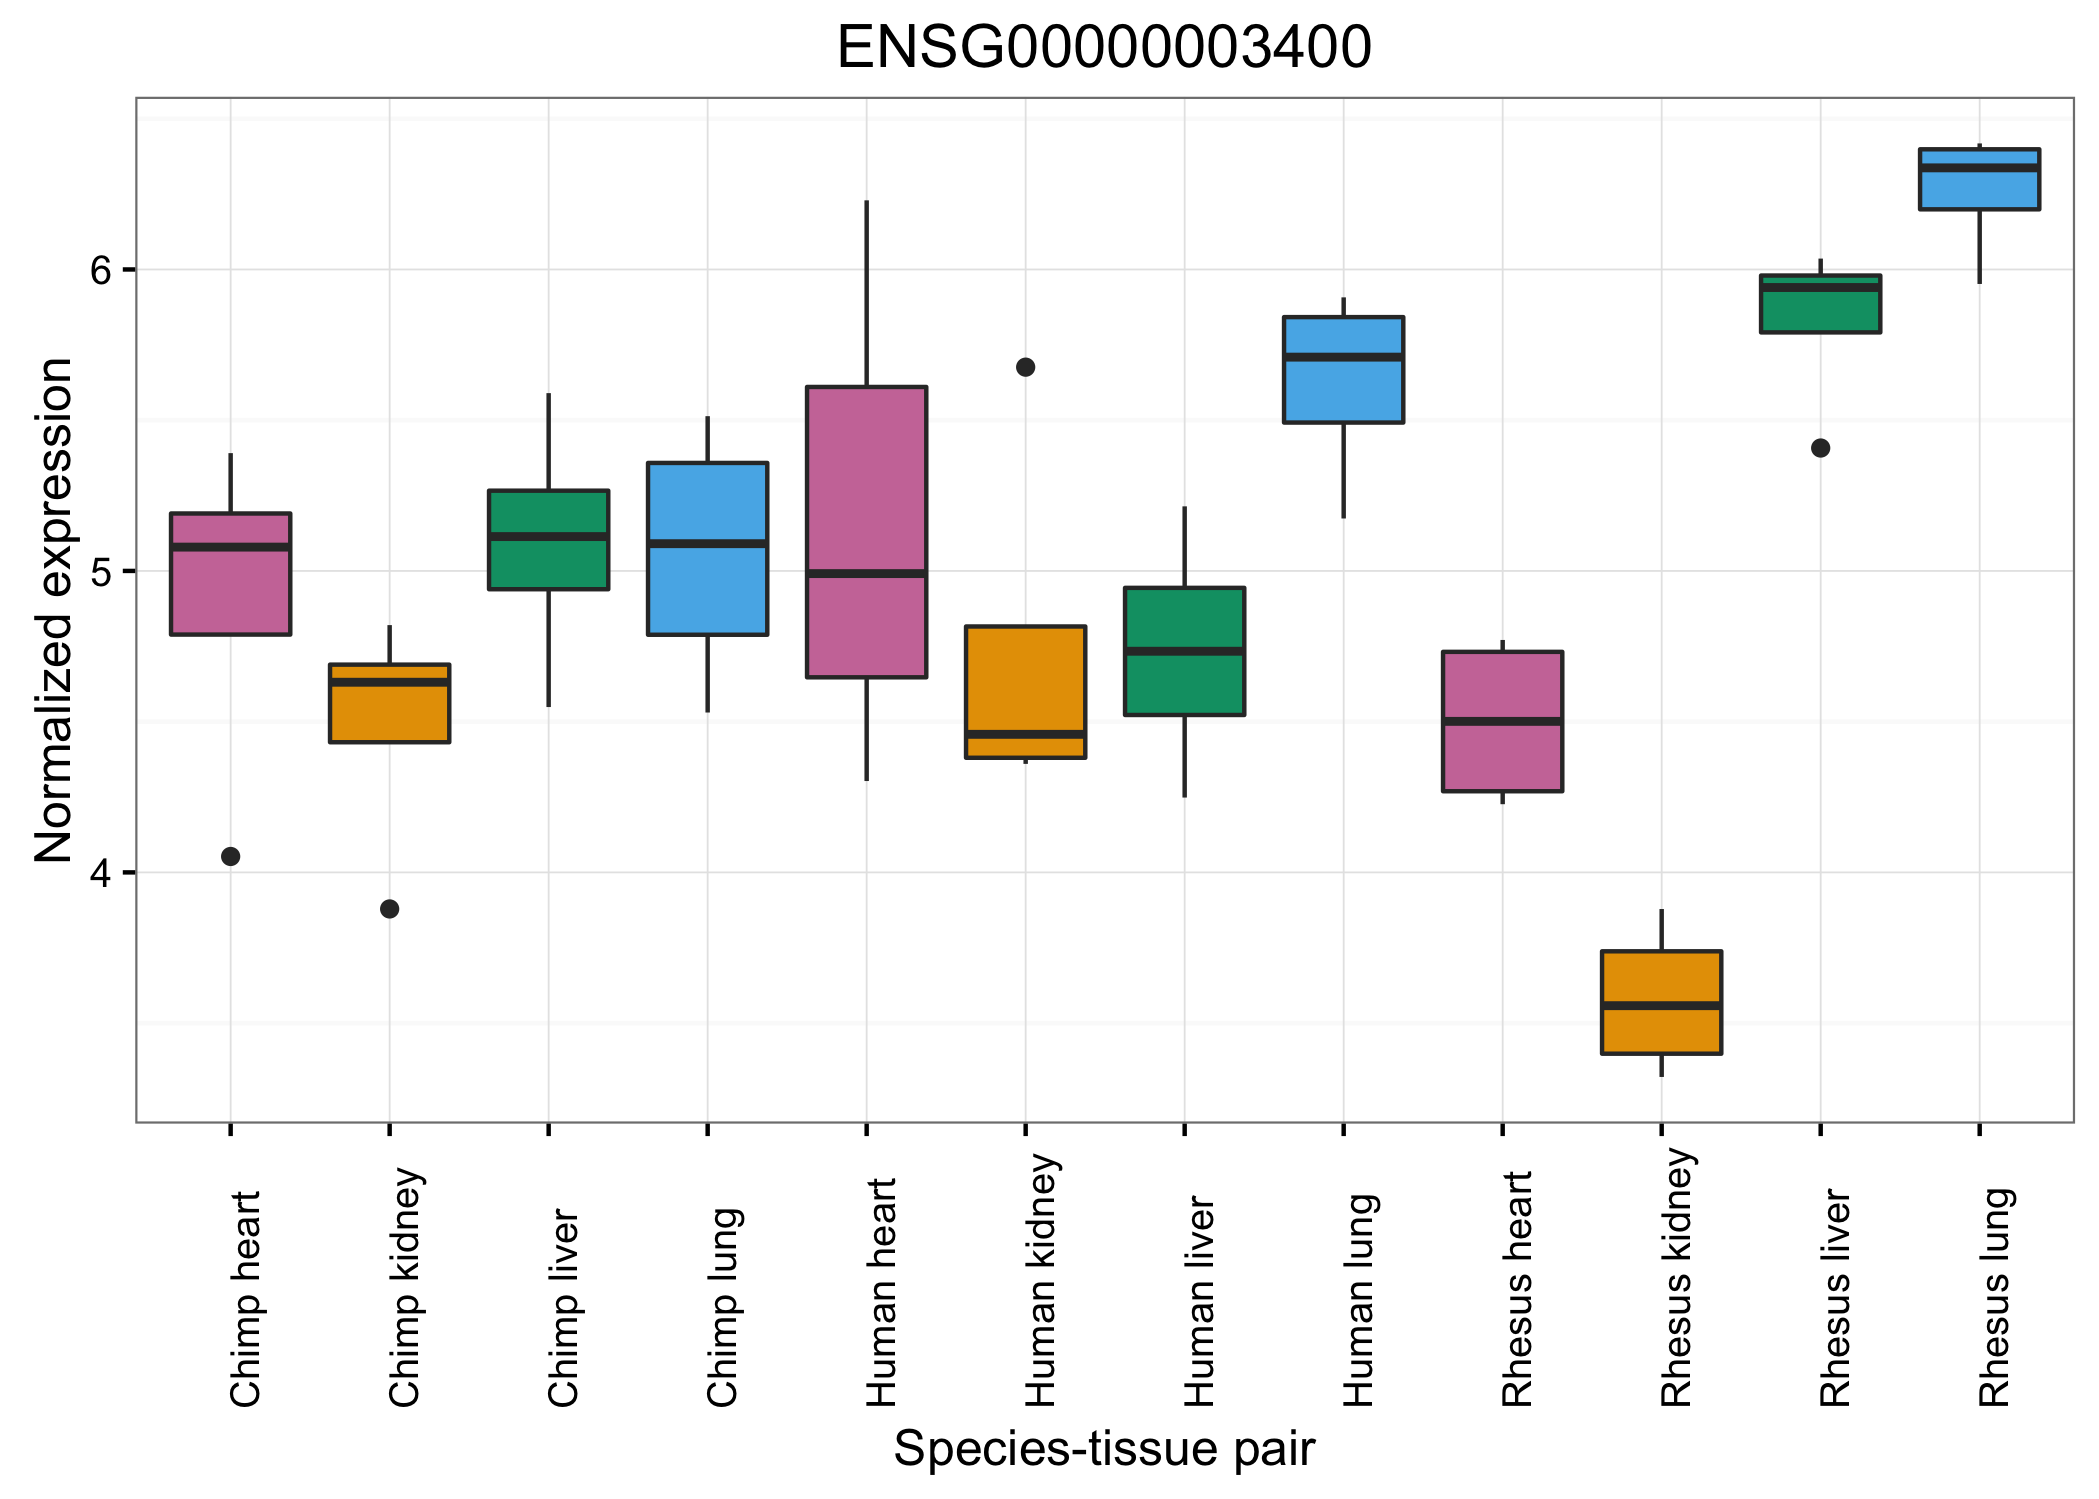 ENSG00000003400
Normalized expression
6
5
4
Chimp heart
Chimp kidney
Chimp liver
Chimp lung
Human heart
Human kidney
Human liver
Human lung
Rhesus heart
Rhesus kidney
Rhesus liver
Rhesus lung
Species-tissue pair